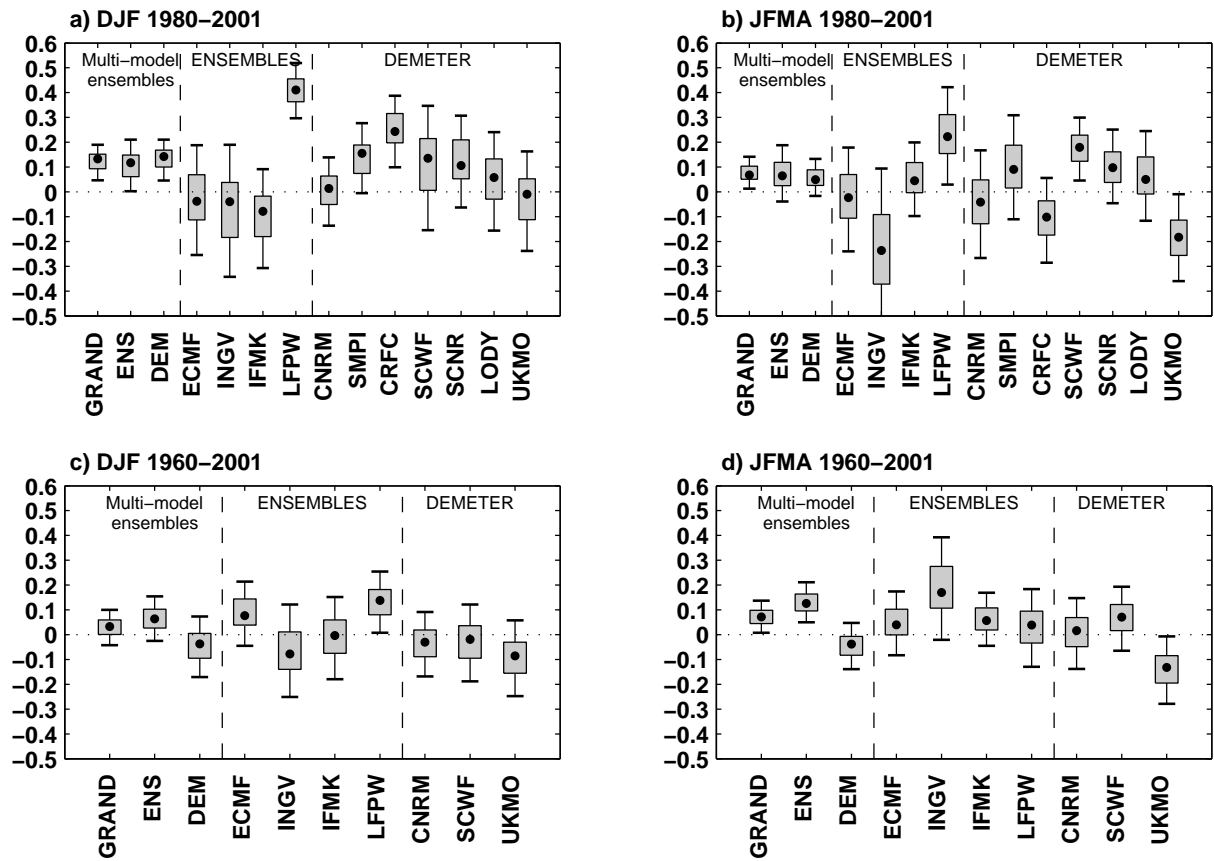 a) DJF 1980−2001
0.6
0.5
0.4
0.3
0.2
0.1
0
−0.1
−0.2
−0.3
−0.4
−0.5
Multi−model
ensembles
ENSEMBLES
DEMETER
GRAND
ENS
DEM
ECMF
INGV
IFMK
LFPW
CNRM
SMPI
CRFC
SCWF
SCNR
LODY
UKMO
b) JFMA 1980−2001
0.6
0.5
0.4
0.3
0.2
0.1
0
−0.1
−0.2
−0.3
−0.4
−0.5
Multi−model
ensembles
ENSEMBLES
DEMETER
GRAND
ENS
DEM
ECMF
INGV
IFMK
LFPW
CNRM
SMPI
CRFC
SCWF
SCNR
LODY
UKMO
c) DJF 1960−2001
0.6
0.5
0.4
0.3
0.2
0.1
0
−0.1
−0.2
−0.3
−0.4
−0.5
Multi−model
ensembles
ENSEMBLES
DEMETER
GRAND
ENS
DEM
ECMF
INGV
IFMK
LFPW
CNRM
SCWF
UKMO
d) JFMA 1960−2001
0.6
0.5
0.4
0.3
0.2
0.1
0
−0.1
−0.2
−0.3
−0.4
−0.5
Multi−model
ensembles
ENSEMBLES
DEMETER
GRAND
ENS
DEM
ECMF
INGV
IFMK
LFPW
CNRM
SCWF
UKMO